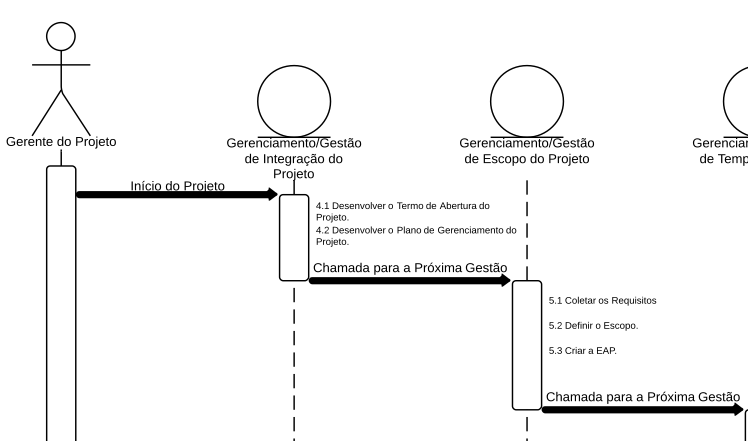 Gerente do Projeto
Gerenciamento/Gestão
de Integração do
Projeto
Gerenciamento/Gestão
de Escopo do Projeto
Início do Projeto
4.1 Desenvolver o Termo de Abertura do
Projeto.
4.2 Desenvolver o Plano de Gerenciamento do
Projeto.
Chamada para a Próxima Gestão
5.1 Coletar os Requisitos
5.2 Definir o Escopo.
5.3 Criar a EAP.
Chamada para a Próxima Gestão